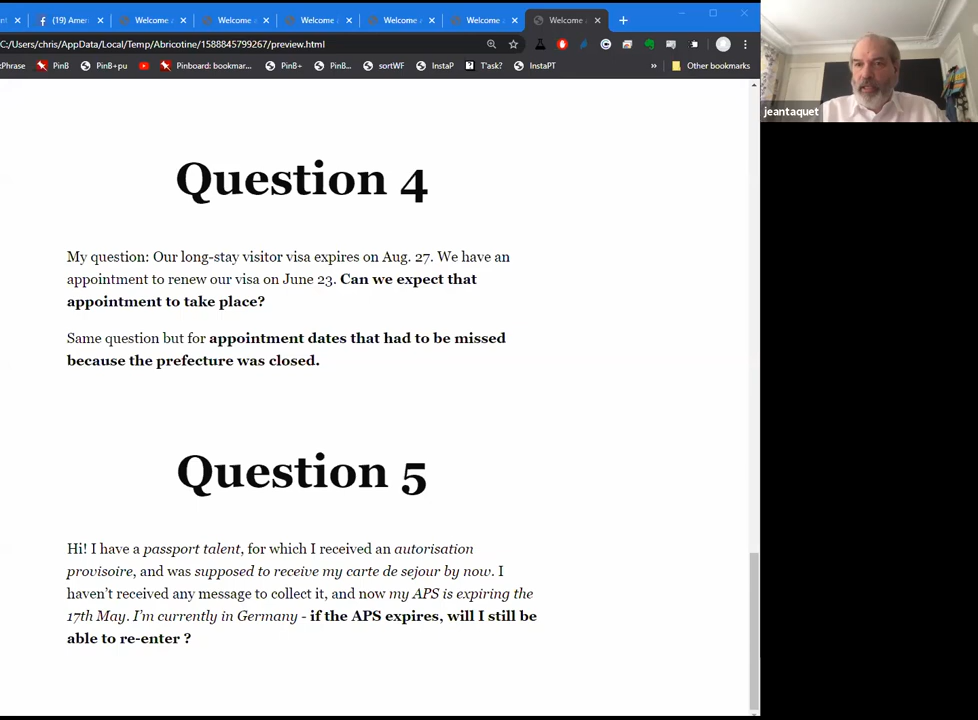 nt
(19) Amer
Welcome
Welcome a
Welcome
Welcome
Welcome
Welcome
C:/Users/chris/AppData/Local/Temp/Abricotine/1588845799267/preview.html
Phrase
PinB
PinB+pu
Pinboard: bookmar...
PinB+
PinB...
sortWF
InstaP
T'ask?
InstaPT
»
Other bookmarks
jeantaquet
Question 4
My question: Our long-stay visitor visa expires on Aug. 27. We have an
appointment to renew our visa on June 23. Can we expect that
appointment to take place?
Same question but for appointment dates that had to be missed
because the prefecture was closed.
Question 5
Hi! I have a passport talent, for which I received an autorisation
provisoire, and was supposed to receive my carte de sejour by now. I
haven't received any message to collect it, and now my APS is expiring the
17th May. I'm currently in Germany - if the APS expires, will I still be
able to re-enter ?